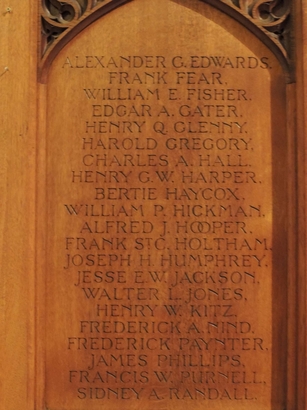 ALEXANDER G. EDWARDS.
FRANK FEAR.
WILLIAM E. FISHER.
EDGAR A. GATER.
HENRY Q. GLENNY.
HAROLD GREGORY.
CHARLES A. HALL.
HENRY G.W. HARPER.
BERTIE HAYCOX.
WILLIAM P. HICKMAN.
ALFRED J. HOOPER.
FRANK STC. HOLTHAM.
JOSEPH H HUMPHREY.
JESSE E.W. JACKSON.
WALTER L. JONES.
HENRY W. KITZ.
FREDERICK A. NIND.
FREDERICK PAYNTER.
JAMES PHILLIPS.
FRANCIS W. PURNELL.
SIDNEY A. RANDALL.